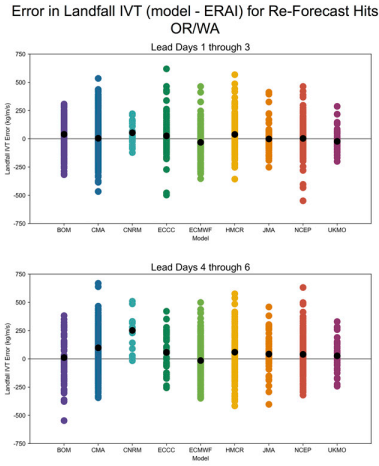 Error in Landfall IVT (model - ERAI) for Re-Forecast Hits
OR/WA
Lead Days 1 through 3
Landfall IVT Error (kg/m/s)
750
500
250
0
-250
-500
-750
BOM CMA CNRM ECCC ECMWF HMCR JMA NCEP UKMO
Model
Lead Days 4 through 6
Landfall IVT Error (kg/m/s)
750
500
250
0
-250
-500
-750
BOM CMA CNRM ECCC ECMWF HMCR JMA NCEP UKMO
Model